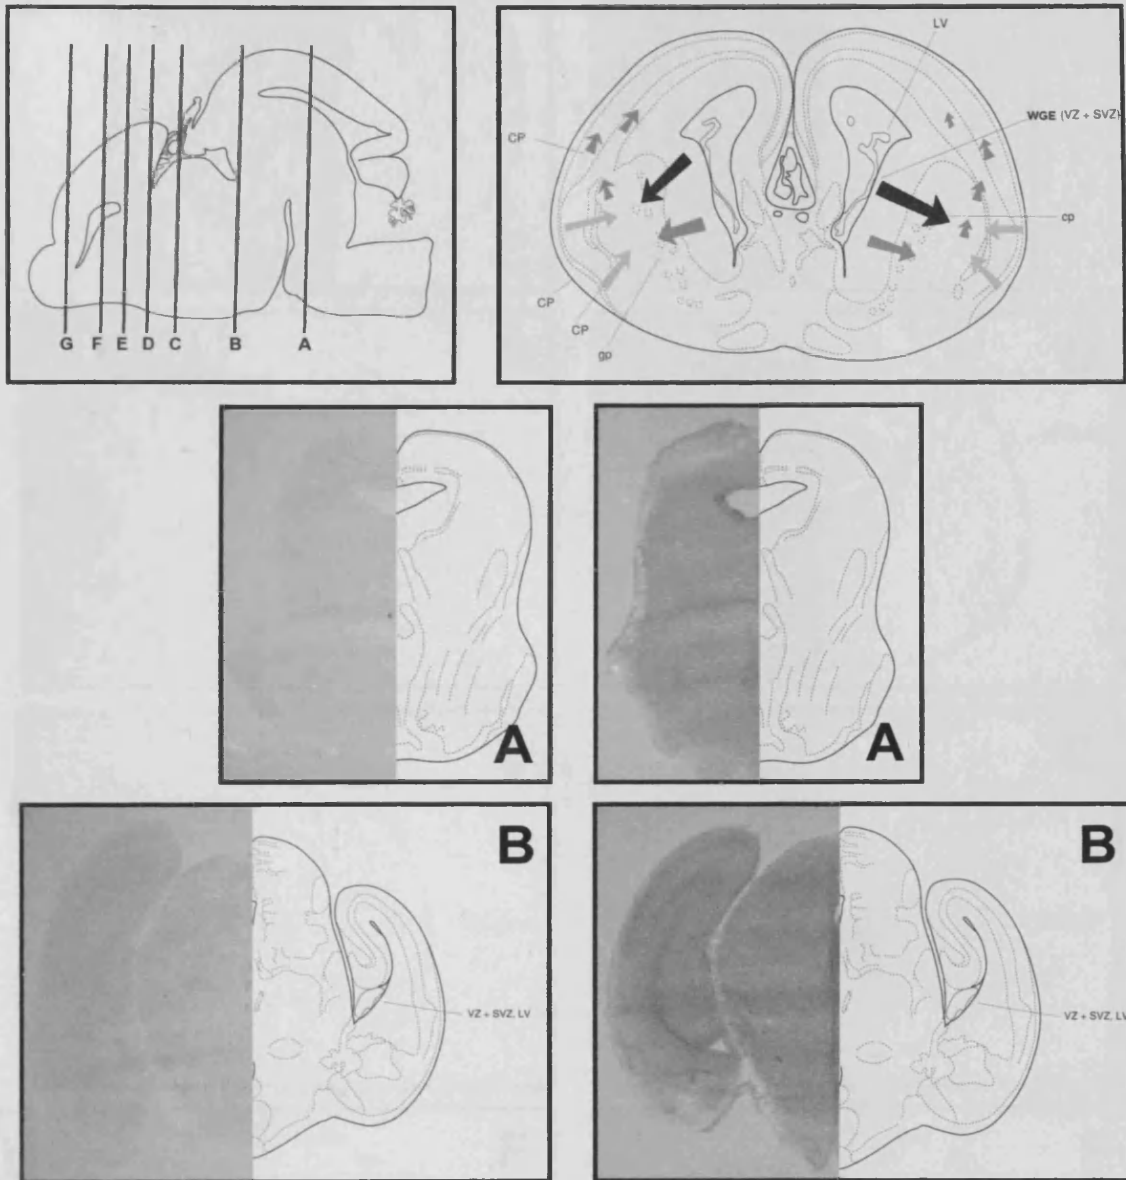 G F E D C B A
LV
WGE (VZ + SVZ)
CP
cp
CP
CP
gp
A
A
B
VZ + SVZ, LV
B
VZ + SVZ, LV